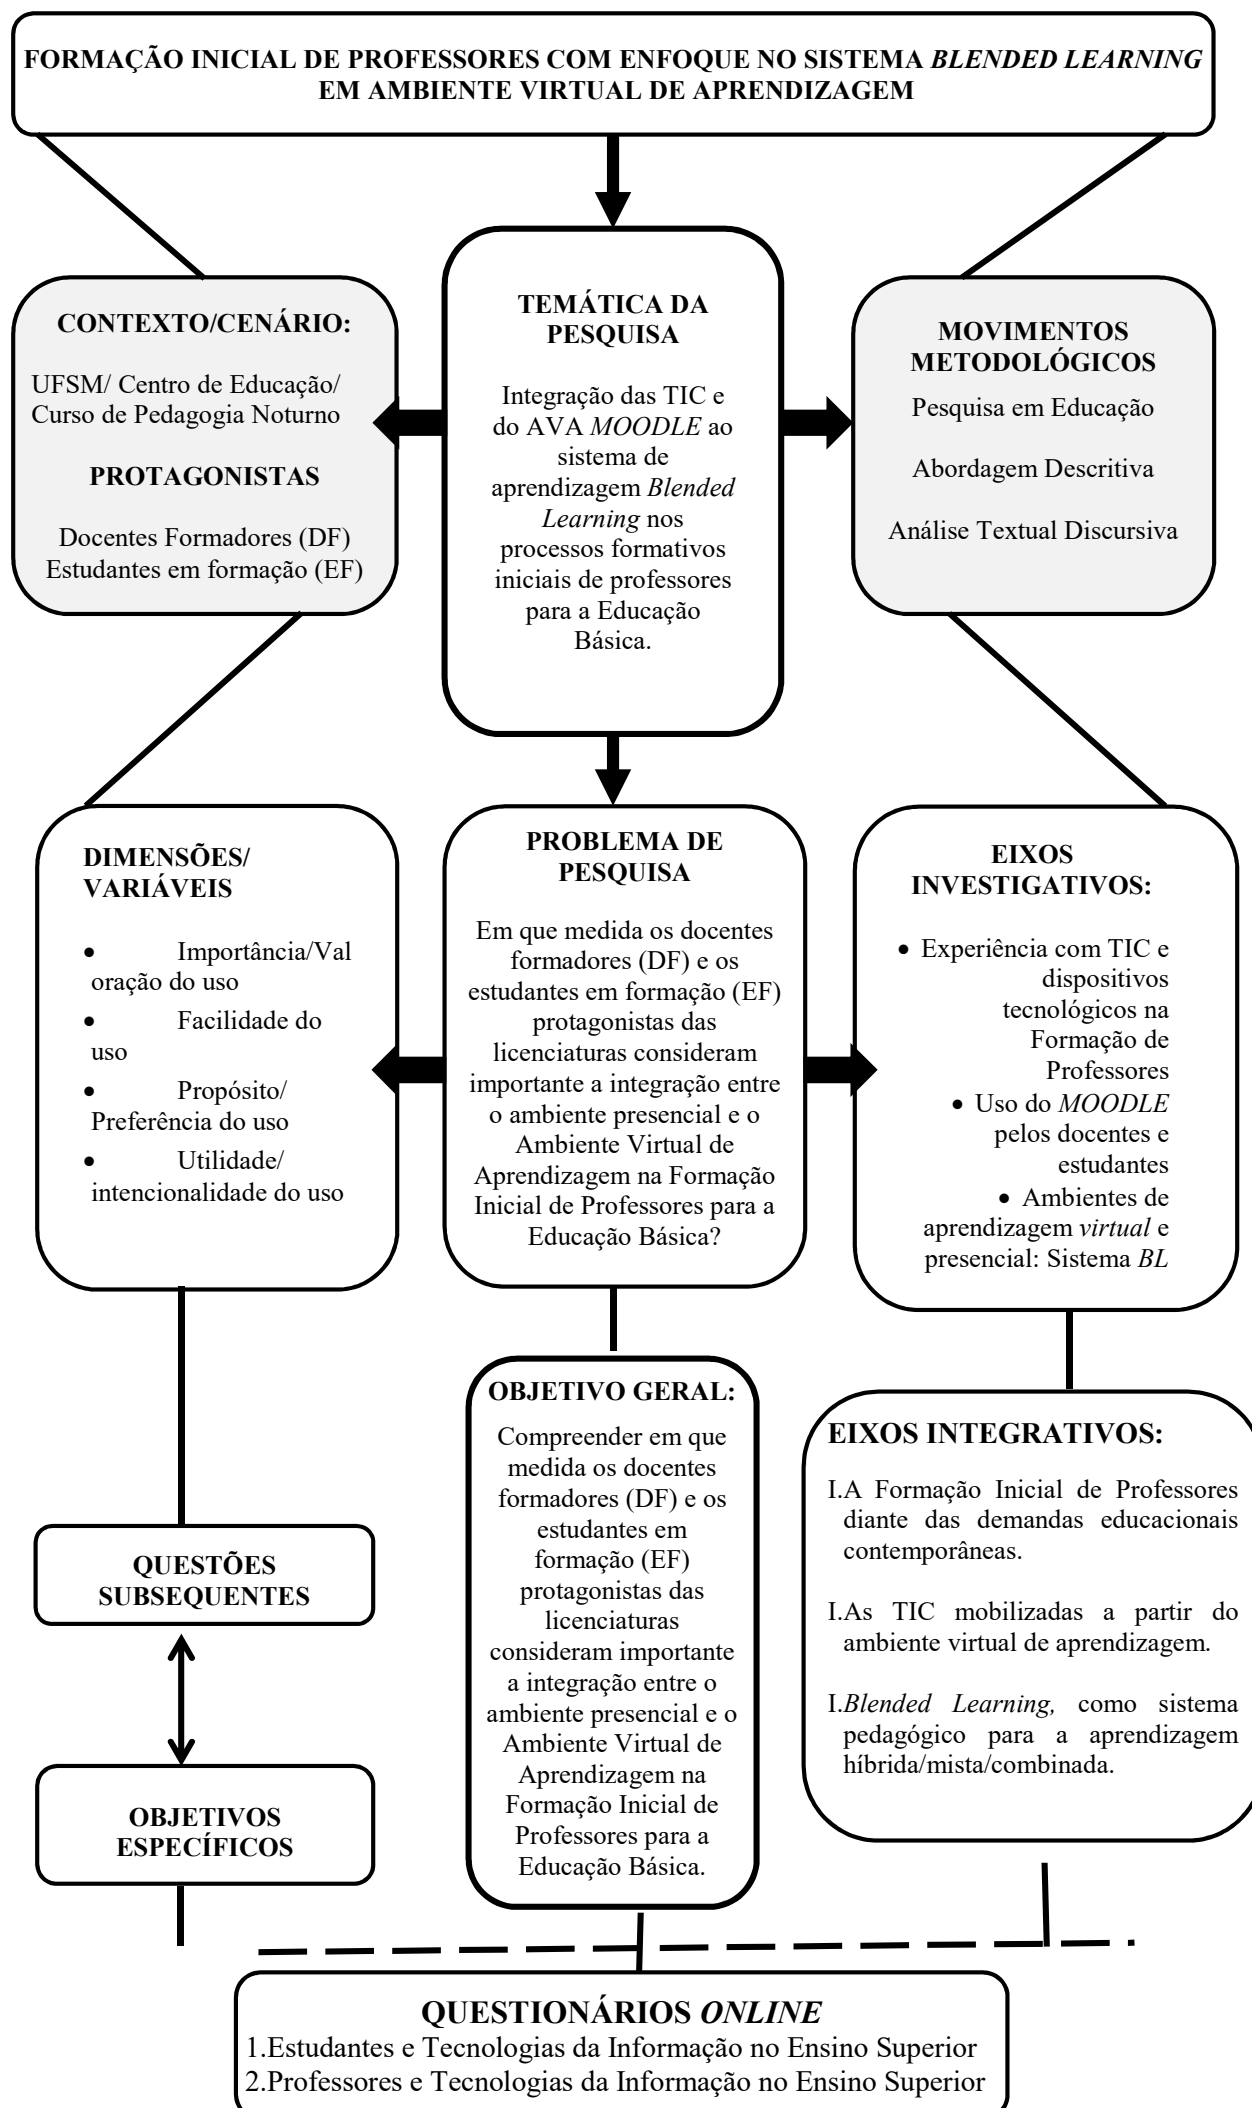 FORMAÇÃO INICIAL DE PROFESSORES COM ENFOQUE NO SISTEMA BLENDED LEARNING
EM AMBIENTE VIRTUAL DE APRENDIZAGEM
CONTEXTO/CENÁRIO:
UFSM/ Centro de Educação/
Curso de Pedagogia Noturno
PROTAGONISTAS
Docentes Formadores (DF)
Estudantes em formação (EF)
TEMÁTICA DA
PESQUISA
Integração das TIC e
do AVA MOODLE ao
sistema de
aprendizagem Blended
Learning nos
processos formativos
iniciais de professores
para a Educação
Básica.
MOVIMENTOS
METODOLÓGICOS
Pesquisa em Educação
Abordagem Descritiva
Análise Textual Discursiva
DIMENSÕES/
VARIÁVEIS
• Importância/Val
oração do uso
• Facilidade do
uso
• Propósito/
Preferência do uso
• Utilidade/
intencionalidade do uso
PROBLEMA DE
PESQUISA
Em que medida os docentes
formadores (DF) e os
estudantes em formação (EF)
protagonistas das
licenciaturas consideram
importante a integração entre
o ambiente presencial e o
Ambiente Virtual de
Aprendizagem na Formação
Inicial de Professores para a
Educação Básica?
EIXOS
INVESTIGATIVOS:
• Experiência com TIC e
dispositivos
tecnológicos na
Formação de
Professores
• Uso do MOODLE
pelos docentes e
estudantes
• Ambientes de
aprendizagem virtual e
presencial: Sistema BL
QUESTÕES
SUBSEQUENTES
OBJETIVOS
ESPECÍFICOS
OBJETIVO GERAL:
Compreender em que
medida os docentes
formadores (DF) e os
estudantes em
formação (EF)
protagonistas das
licenciaturas
consideram importante
a integração entre o
ambiente presencial e o
Ambiente Virtual de
Aprendizagem na
Formação Inicial de
Professores para a
Educação Básica.
EIXOS INTEGRATIVOS:
I.A Formação Inicial de Professores
diante das demandas educacionais
contemporâneas.
I.As TIC mobilizadas a partir do
ambiente virtual de aprendizagem.
I.Blended Learning, como sistema
pedagógico para a aprendizagem
híbrida/mista/combinada.
QUESTIONÁRIOS ONLINE
1.Estudantes e Tecnologias da Informação no Ensino Superior
2.Professores e Tecnologias da Informação no Ensino Superior